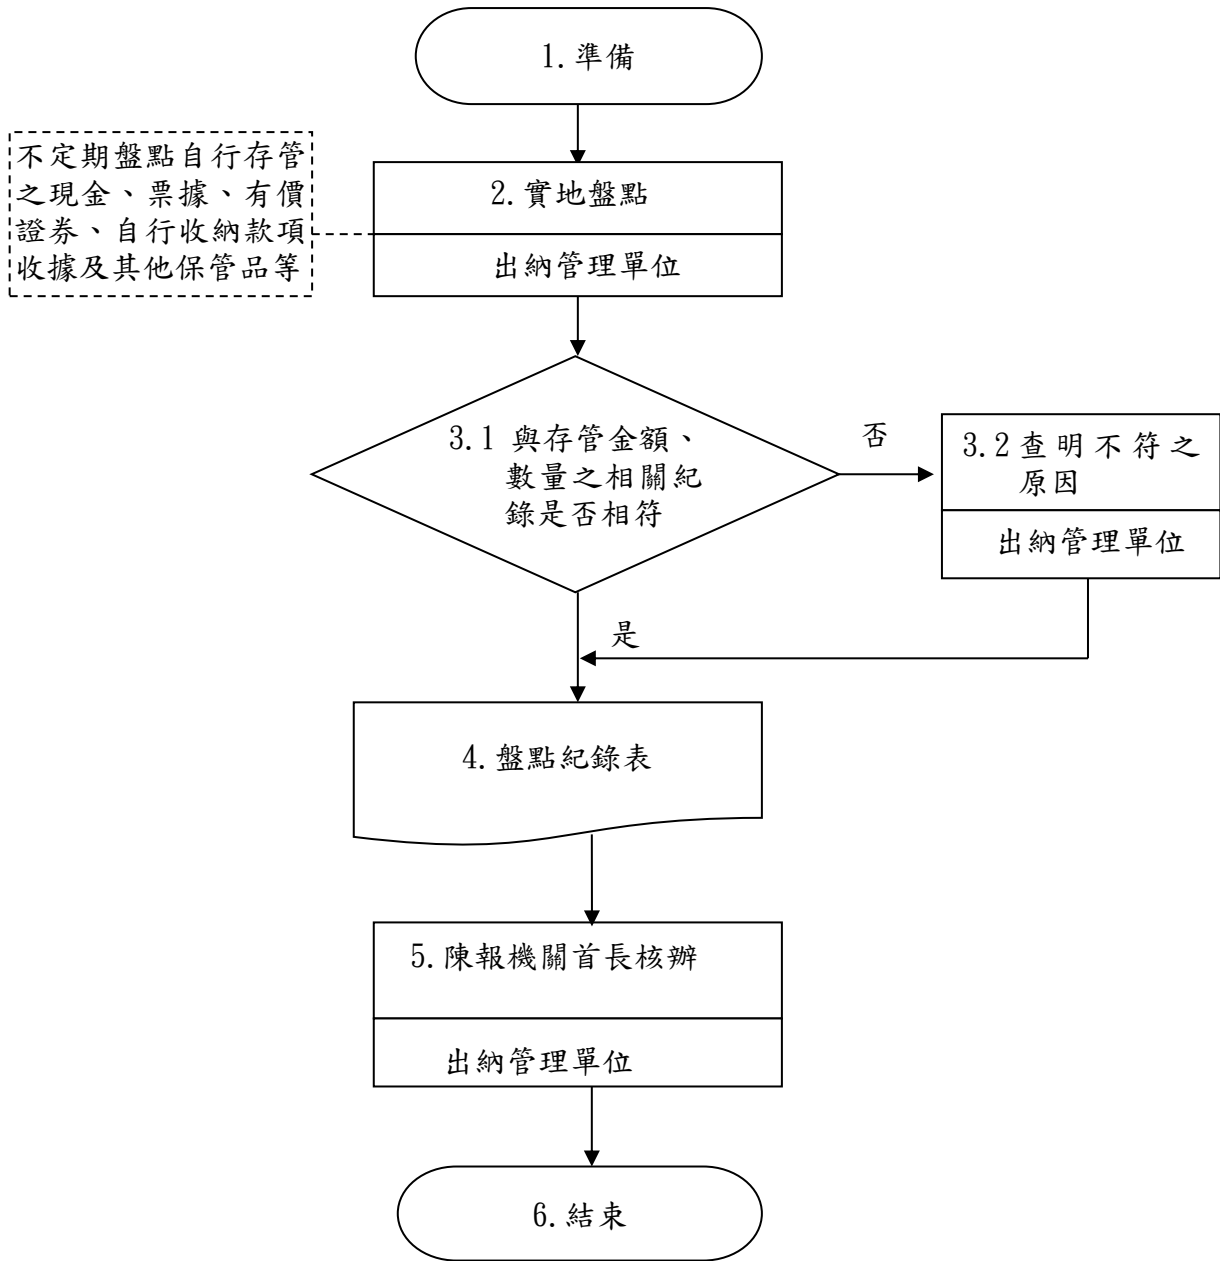 1.準備
不定期盤點自行存管
之現金、票據、有價
證券、自行收納款項
收據及其他保管品等
2.實地盤點
出納管理單位
3.1 與存管金額、
數量之相關紀
錄是否相符
否
3.2查明不符之
原因
出納管理單位
是
4.盤點紀錄表
5.陳報機關首長核辦
出納管理單位
6.結束